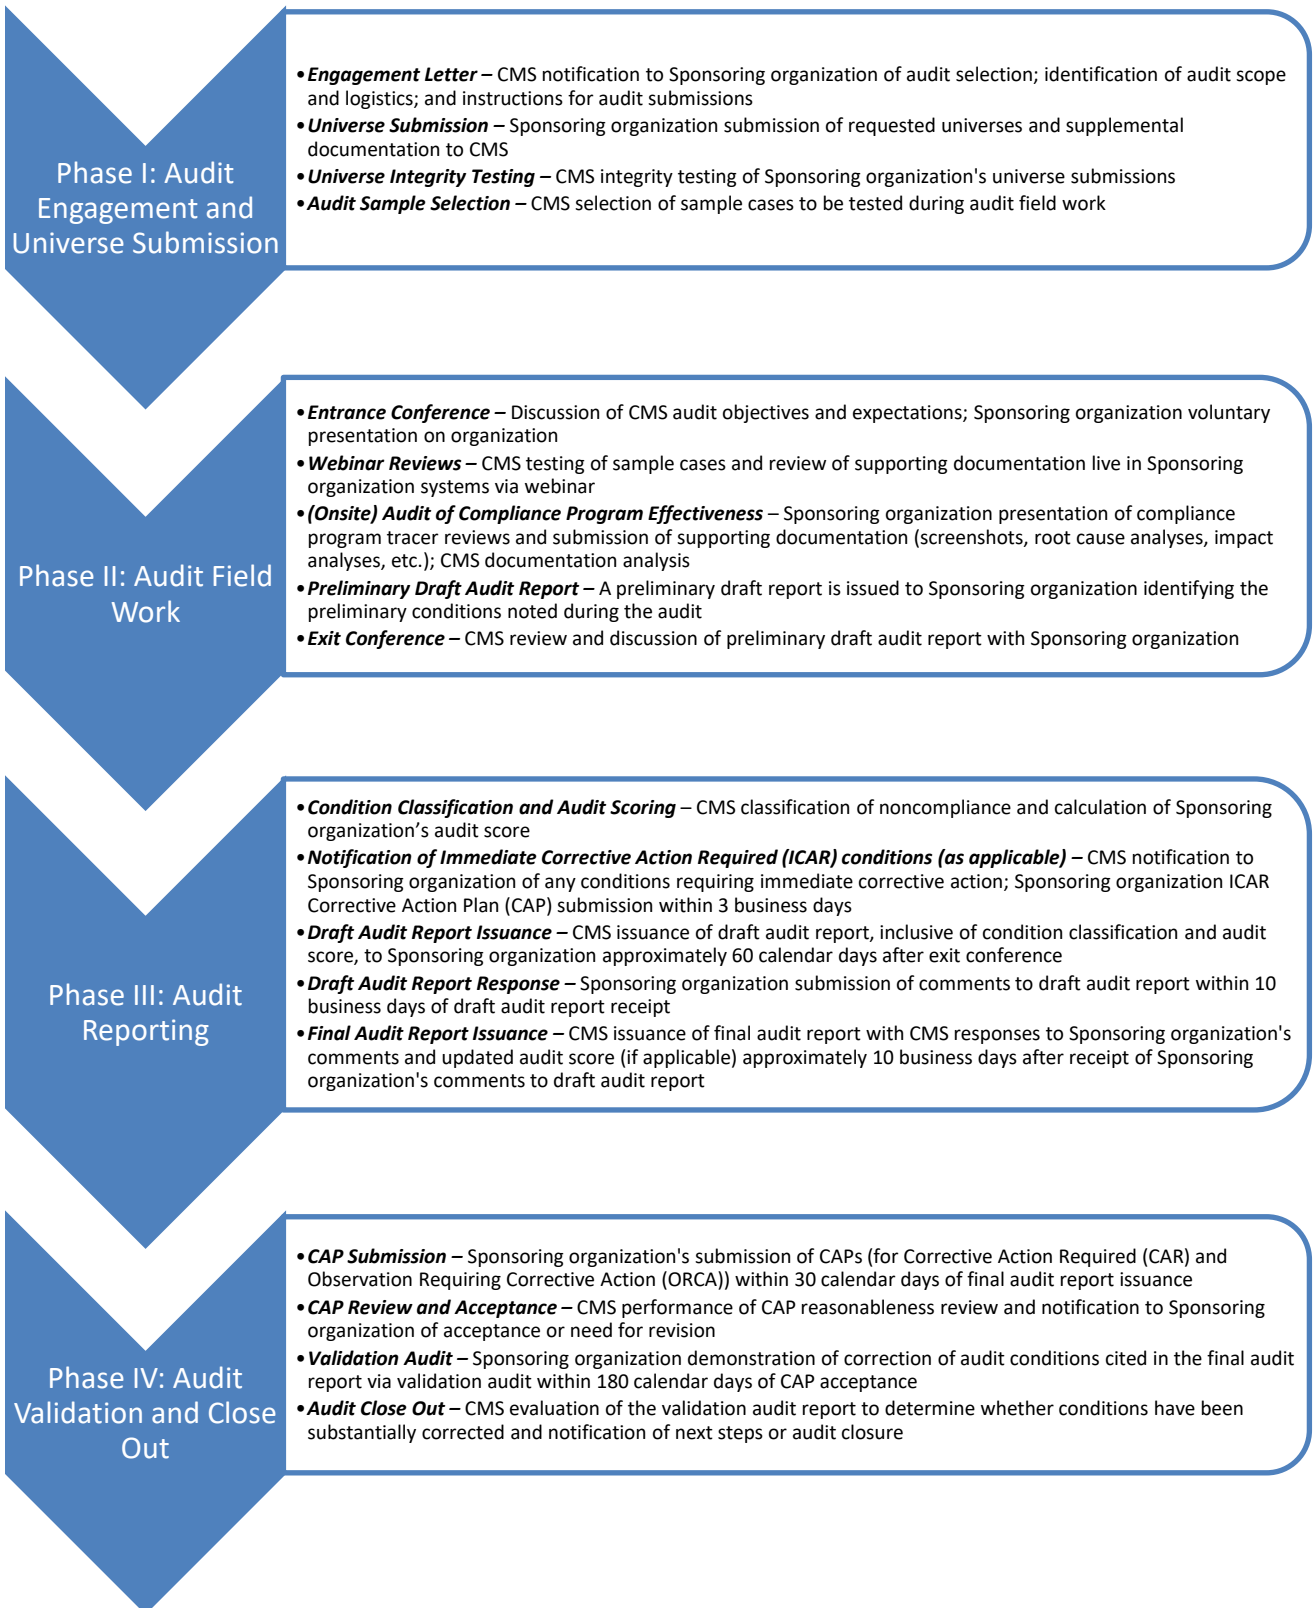 Phase I: Audit
Engagement and
Universe Submission
•Engagement Letter – CMS notification to Sponsoring organization of audit selection; identification of audit scope
and logistics; and instructions for audit submissions
•Universe Submission – Sponsoring organization submission of requested universes and supplemental
documentation to CMS
•Universe Integrity Testing – CMS integrity testing of Sponsoring organization's universe submissions
•Audit Sample Selection – CMS selection of sample cases to be tested during audit field work
Phase II: Audit Field
Work
•Entrance Conference – Discussion of CMS audit objectives and expectations; Sponsoring organization voluntary
presentation on organization
•Webinar Reviews – CMS testing of sample cases and review of supporting documentation live in Sponsoring
organization systems via webinar
•(Onsite) Audit of Compliance Program Effectiveness – Sponsoring organization presentation of compliance
program tracer reviews and submission of supporting documentation (screenshots, root cause analyses, impact
analyses, etc.); CMS documentation analysis
•Preliminary Draft Audit Report – A preliminary draft report is issued to Sponsoring organization identifying the
preliminary conditions noted during the audit
•Exit Conference – CMS review and discussion of preliminary draft audit report with Sponsoring organization
Phase III: Audit
Reporting
•Condition Classification and Audit Scoring – CMS classification of noncompliance and calculation of Sponsoring
organization’s audit score
•Notification of Immediate Corrective Action Required (ICAR) conditions (as applicable) – CMS notification to
Sponsoring organization of any conditions requiring immediate corrective action; Sponsoring organization ICAR
Corrective Action Plan (CAP) submission within 3 business days
•Draft Audit Report Issuance – CMS issuance of draft audit report, inclusive of condition classification and audit
score, to Sponsoring organization approximately 60 calendar days after exit conference
•Draft Audit Report Response – Sponsoring organization submission of comments to draft audit report within 10
business days of draft audit report receipt
•Final Audit Report Issuance – CMS issuance of final audit report with CMS responses to Sponsoring organization's
comments and updated audit score (if applicable) approximately 10 business days after receipt of Sponsoring
organization's comments to draft audit report
Phase IV: Audit
Validation and Close
Out
•CAP Submission – Sponsoring organization's submission of CAPs (for Corrective Action Required (CAR) and
Observation Requiring Corrective Action (ORCA)) within 30 calendar days of final audit report issuance
•CAP Review and Acceptance – CMS performance of CAP reasonableness review and notification to Sponsoring
organization of acceptance or need for revision
•Validation Audit – Sponsoring organization demonstration of correction of audit conditions cited in the final audit
report via validation audit within 180 calendar days of CAP acceptance
•Audit Close Out – CMS evaluation of the validation audit report to determine whether conditions have been
substantially corrected and notification of next steps or audit closure